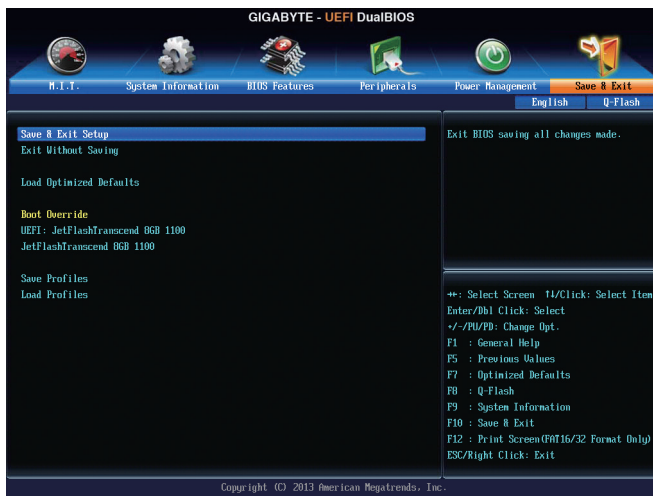 GIGABYTE - UEFI DualBIOS
M.I.T. System Information BIOS Features Peripherals Power Management Save & Exit
English Q-Flash
Save & Exit Setup
Exit Without Saving
Load Optimized Defaults
Boot Override
UEFI: JetFlashTranscend 8GB 1100
JetFlashTranscend 8GB 1100
Save Profiles
Load Profiles
Exit BIOS saving all changes made.
→←: Select Screen ↑↓/Click: Select Item
Enter/Dbl Click: Select
+/-/PU/PD: Change Opt.
F1 : General Help
F5 : Previous Values
F7 : Optimized Defaults
F8 : Q-Flash
F9 : System Information
F10 : Save & Exit
F12 : Print Screen(FAT16/32 Format Only)
ESC/Right Click: Exit
Copyright (C) 2013 American Megatrends, Inc.